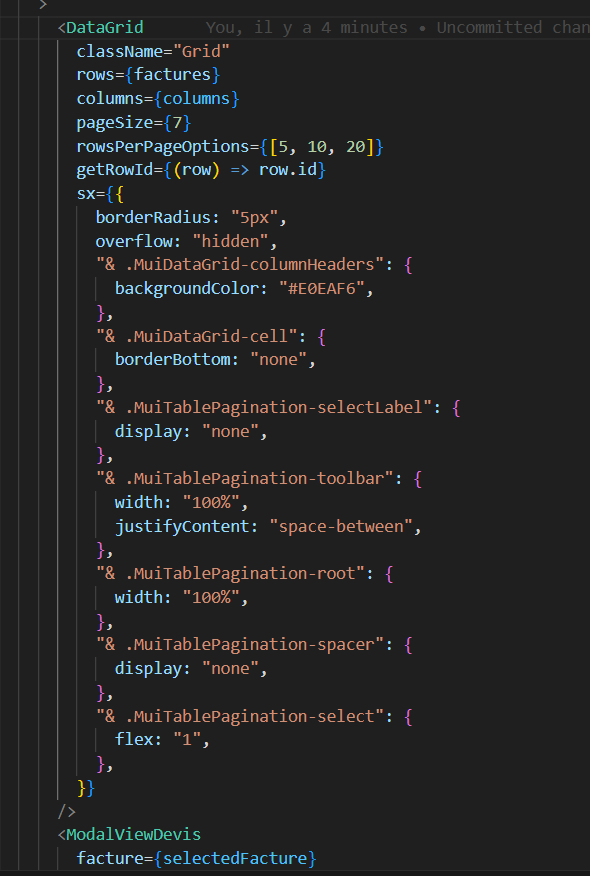 >
<DataGrid You, il y a 4 minutes • Uncommitted chan
className="Grid"
rows={factures}
columns={columns}
pageSize={7}
rowsPerPageOptions={[5, 10, 20]}
getRowId={(row) => row.id}
sx={{
borderRadius: "5px",
overflow: "hidden",
"& .MuiDataGrid-columnHeaders": {
backgroundColor: "#E0EAF6",
},
"& .MuiDataGrid-cell": {
borderBottom: "none",
},
"& .MuiTablePagination-selectLabel": {
display: "none",
},
"& .MuiTablePagination-toolbar": {
width: "100%",
justifyContent: "space-between",
},
"& .MuiTablePagination-root": {
width: "100%",
},
"& .MuiTablePagination-spacer": {
display: "none",
},
"& .MuiTablePagination-select": {
flex: "1",
},
}}
/>
<ModalViewDevis
facture={selectedFacture}